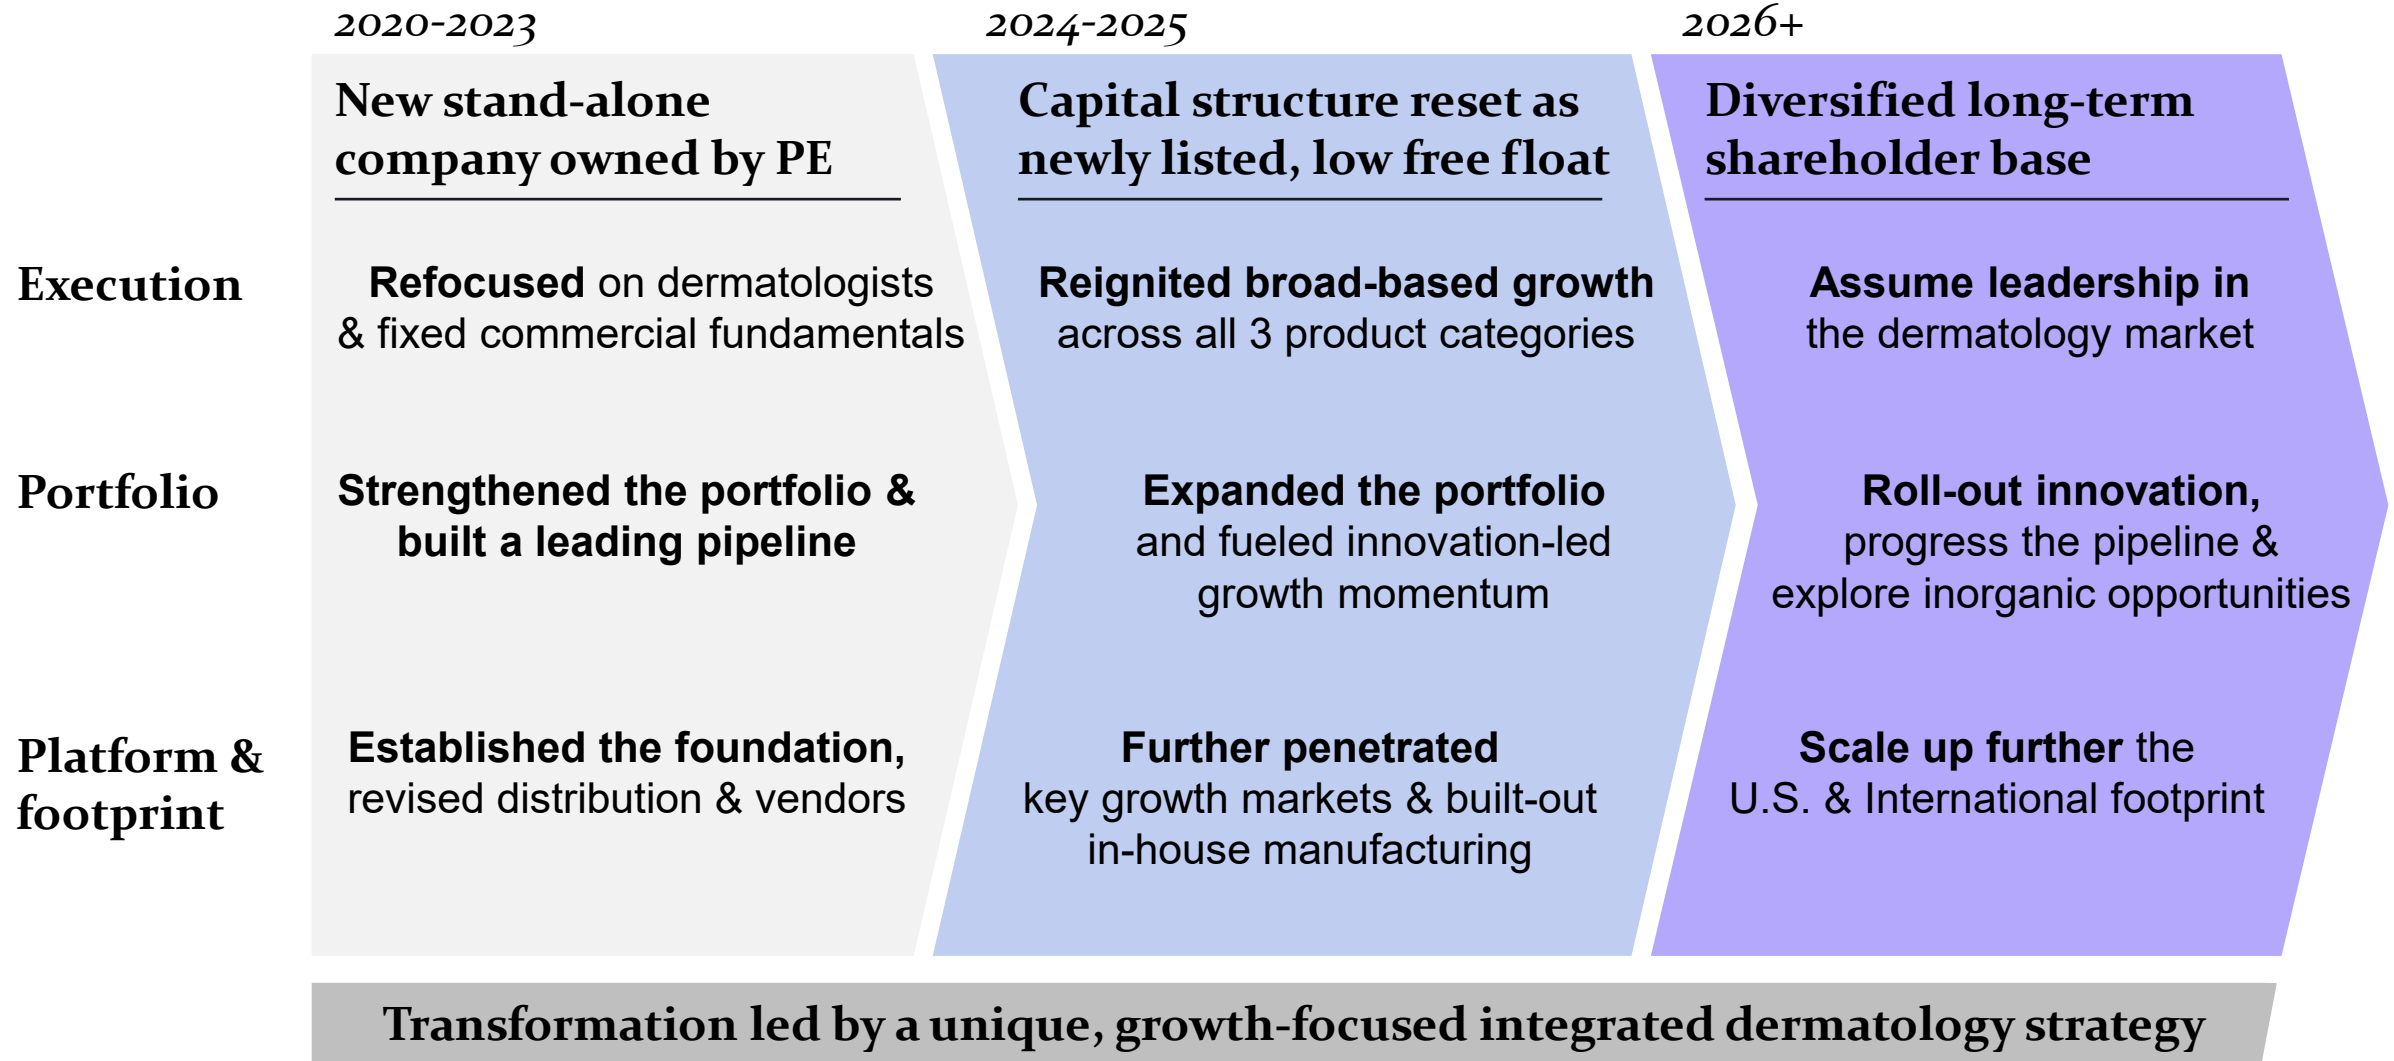 2020-2023
2024-2025
2026+
New stand-alone
company owned by PE
Capital structure reset as
newly listed, low free float
Diversified long-term
shareholder base
Execution
Refocused on dermatologists
& fixed commercial fundamentals
Reignited broad-based growth
across all 3 product categories
Assume leadership in
the dermatology market
Portfolio
Strengthened the portfolio &
built a leading pipeline
Expanded the portfolio
and fueled innovation-led
growth momentum
Roll-out innovation,
progress the pipeline &
explore inorganic opportunities
Platform &
footprint
Established the foundation,
revised distribution & vendors
Further penetrated
key growth markets & built-out
in-house manufacturing
Scale up further the
U.S. & International footprint
Transformation led by a unique, growth-focused integrated dermatology strategy